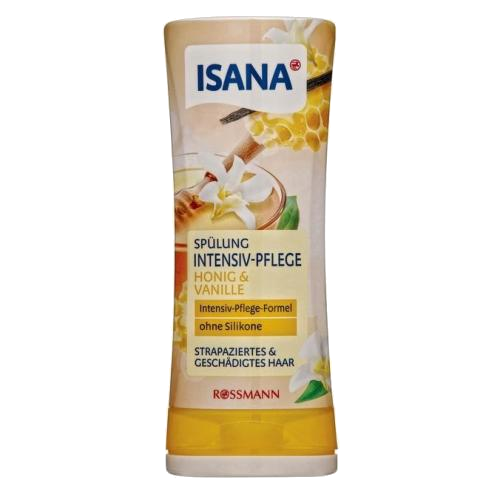 ISANA
SPÜLUNG
INTENSIV-PFLEGE
HONIG &
VANILLE
Intensiv-Pflege-Formel
ohne Silikone
STRAPAZIERTES &
GESCHÄDIGTES HAAR
ROSSMANN